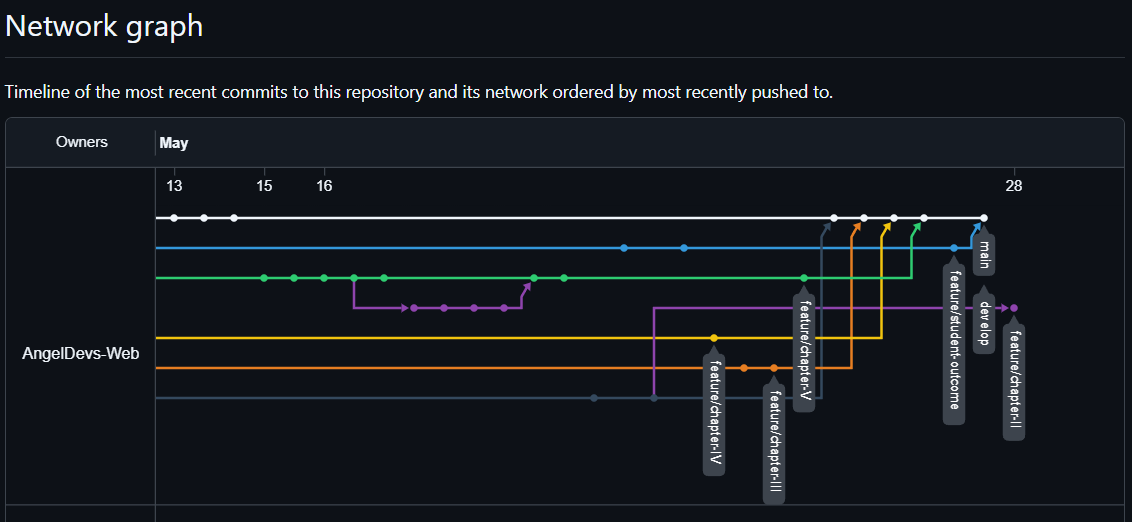 Network graph
Timeline of the most recent commits to this repository and its network ordered by most recently pushed to.
Owners
May
13
15
16
28
AngelDevs-Web
main
develop
feature/student-outcome
feature/chapter-II
feature/chapter-V
feature/chapter-IV
feature/chapter-III